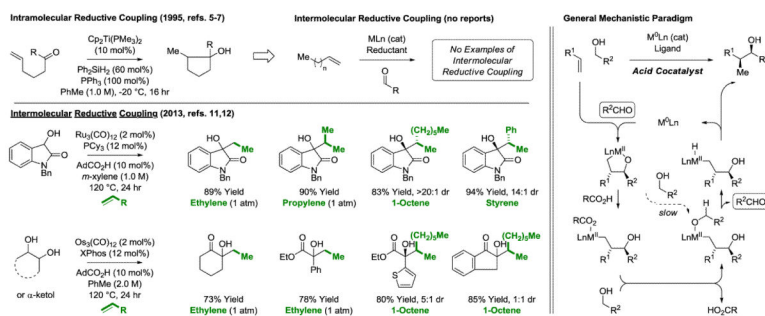 Intramolecular Reductive Coupling (1995, refs. 5-7)
Intermolecular Reductive Coupling (no reports)
General Mechanistic Paradigm
O
R
Cp2Ti(PMe3)2
(10 mol%)
Ph2SiH2 (60 mol%)
PPh3 (100 mol%)
PhMe (1.0 M), -20 °C, 16 hr
Me
R
OH
n
MLn (cat)
Reductant
O
R
No Examples of
Intermolecular
Reductive Coupling
R1
HO
R2
M0Ln (cat)
Ligand
Acid Cocatalyst
R1
OH
R2
Me
Intermolecular Reductive Coupling (2013, refs. 11,12)
OH
O
N
Bn
Ru3(CO)12 (2 mol%)
PCy3 (12 mol%)
AdCO2H (10 mol%)
m-xylene (1.0 M)
120 °C, 24 hr
R
HO
Me
O
N
Bn
89% Yield
Ethylene (1 atm)
Me
HO
Me
O
N
Bn
90% Yield
Propylene (1 atm)
(CH2)5Me
HO
Me
O
N
Bn
83% Yield, >20:1 dr
1-Octene
Ph
HO
Me
O
N
Bn
94% Yield, 14:1 dr
Styrene
OH
OH
or α-ketol
Os3(CO)12 (2 mol%)
XPhos (12 mol%)
AdCO2H (10 mol%)
PhMe (2.0 M)
120 °C, 24 hr
R
O
OH
Me
73% Yield
Ethylene (1 atm)
O
EtO
OH
Me
Ph
78% Yield
Ethylene (1 atm)
(CH2)5Me
O
OH
EtO
Me
S
80% Yield, 5:1 dr
1-Octene
(CH2)5Me
O
OH
Me
85% Yield, 1:1 dr
1-Octene
R2CHO
M0Ln
LnMII
O
R1
R2
RCO2H
HO
R2
slow
H
LnMII
OH
R1
R2
R2CHO
RCO2
LnMII
OH
R1
R2
H
R2
O
LnMII
OH
R1
R2
HO
R2
HO2CR